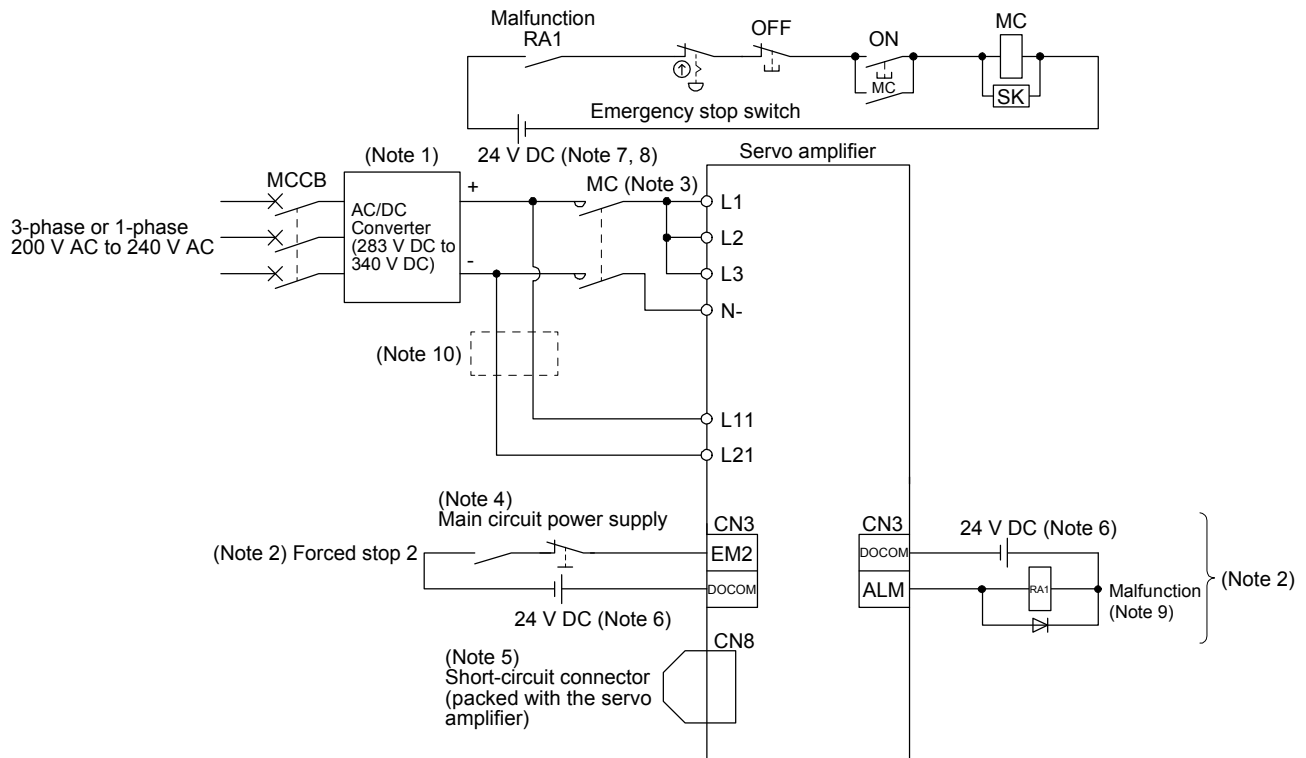 Malfunction
RA1
OFF
ON
MC
MC
SK
Emergency stop switch
24 V DC (Note 7, 8)
Servo amplifier
(Note 1)
MCCB
AC/DC
Converter
(283 V DC to
340 V DC)
+
-
3-phase or 1-phase
200 V AC to 240 V AC
MC (Note 3)
L1
L2
L3
N-
(Note 10)
L11
L21
(Note 4)
Main circuit power supply
(Note 2) Forced stop 2
24 V DC (Note 6)
CN3
EM2
DOCOM
CN3
DOCOM
ALM
24 V DC (Note 6)
RA1
Malfunction
(Note 9)
(Note 2)
CN8
(Note 5)
Short-circuit connector
(packed with the servo
amplifier)